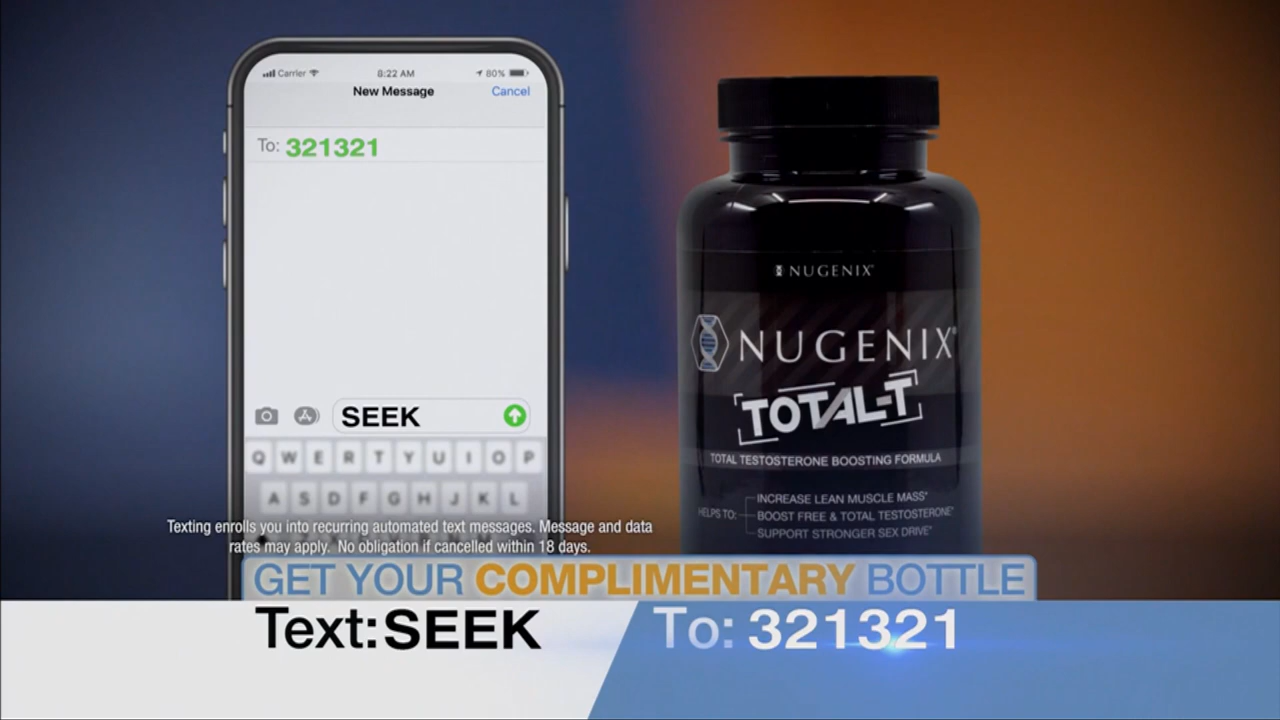 Carrier 8:22 AM 80%
New Message Cancel
To: 321321
SEEK
Q W E R T Y U I O P
A S D F G H J K L
NUGENIX®
NUGENIX®
TOTAL-T
TOTAL TESTOSTERONE BOOSTING FORMULA
HELPS TO:
INCREASE LEAN MUSCLE MASS*
BOOST FREE & TOTAL TESTOSTERONE*
SUPPORT STRONGER SEX DRIVE*
Texting enrolls you into recurring automated text messages. Message and data
rates may apply. No obligation if cancelled within 18 days.
GET YOUR COMPLIMENTARY BOTTLE
Text: SEEK To: 321321